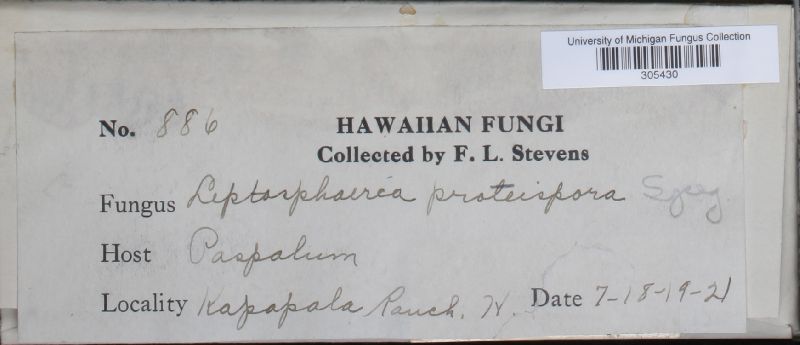 University of Michigan Fungus Collection
305430
No. 886
HAWAIIAN FUNGI
Collected by F. L. Stevens
Fungus Leptosphaeria proteispora Speg.
Host Paspalum
Locality Kapapala Ranch, H. Date 7-18-19-21